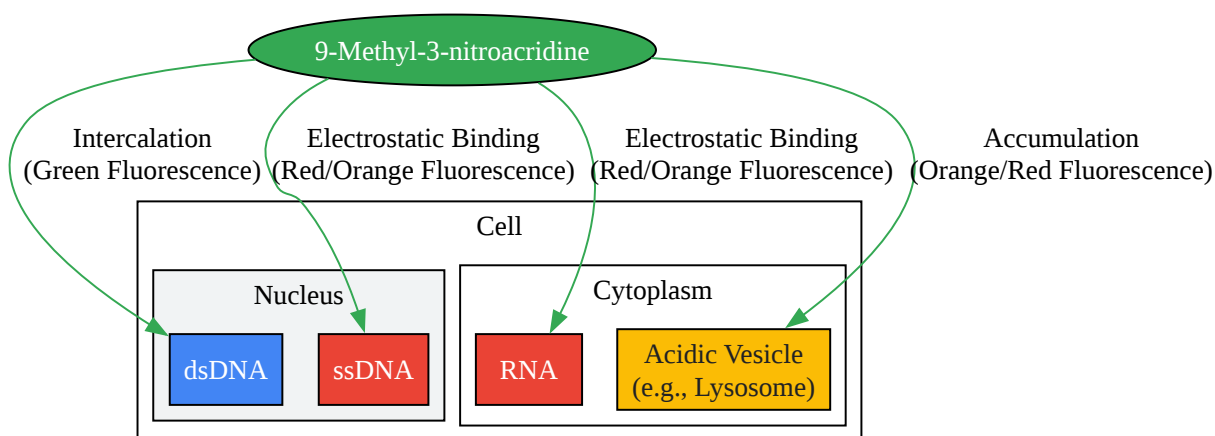 9-Methyl-3-nitroacridine
Intercalation
(Green Fluorescence)
Electrostatic Binding
(Red/Orange Fluorescence)
Electrostatic Binding
(Red/Orange Fluorescence)
Accumulation
(Orange/Red Fluorescence)
Cell
Nucleus
dsDNA
ssDNA
Cytoplasm
RNA
Acidic Vesicle
(e.g., Lysosome)